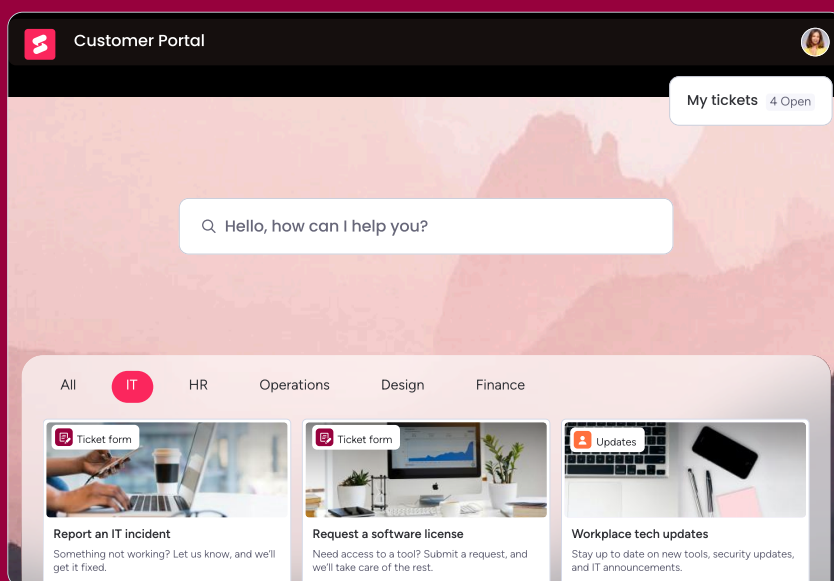 Customer Portal
My tickets 4 Open
Hello, how can I help you?
All IT HR Operations Design Finance
Ticket form
Report an IT incident
Something not working? Let us know, and we'll
get it fixed.
Ticket form
Request a software license
Need access to a tool? Submit a request, and
we'll take care of the rest.
Updates
Workplace tech updates
Stay up to date on new tools, security updates,
and IT announcements.